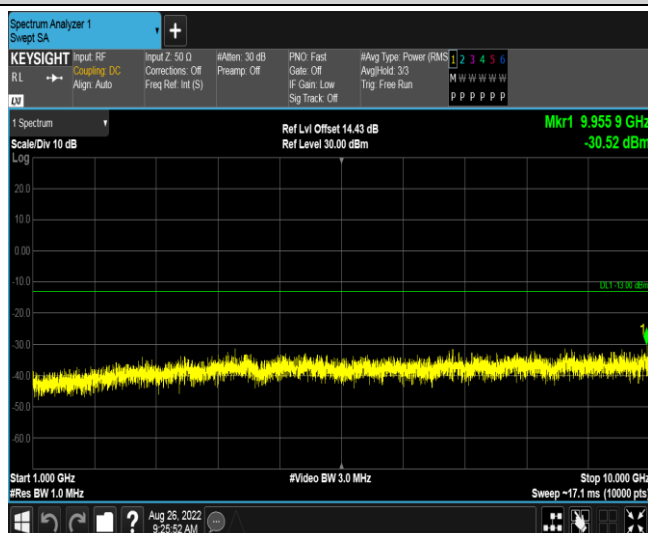 Spectrum Analyzer 1
Swept SA
+
KEYSIGHT
RL
LXI
Input: RF
Coupling: DC
Align: Auto
Input Z: 50 Ω
Corrections: Off
Freq Ref: Int (S)
#Atten: 30 dB
Preamp: Off
PNO: Fast
Gate: Off
IF Gain: Low
Sig Track: Off
#Avg Type: Power (RMS
Avg|Hold: 3/3
Trig: Free Run
1 2 3 4 5 6
M W W W W W
P P P P P P
1 Spectrum
Scale/Div 10 dB
Ref Lvl Offset 14.43 dB
Ref Level 30.00 dBm
Mkr1 9.955 9 GHz
-30.52 dBm
Log
20.0
10.0
0.00
-10.0
DL1 -13.00 dBm
-20.0
1
-30.0
-40.0
-50.0
-60.0
Start 1.000 GHz
#Video BW 3.0 MHz
Stop 10.000 GHz
#Res BW 1.0 MHz
Sweep ~17.1 ms (10000 pts)
?
Aug 26, 2022
9:25:52 AM